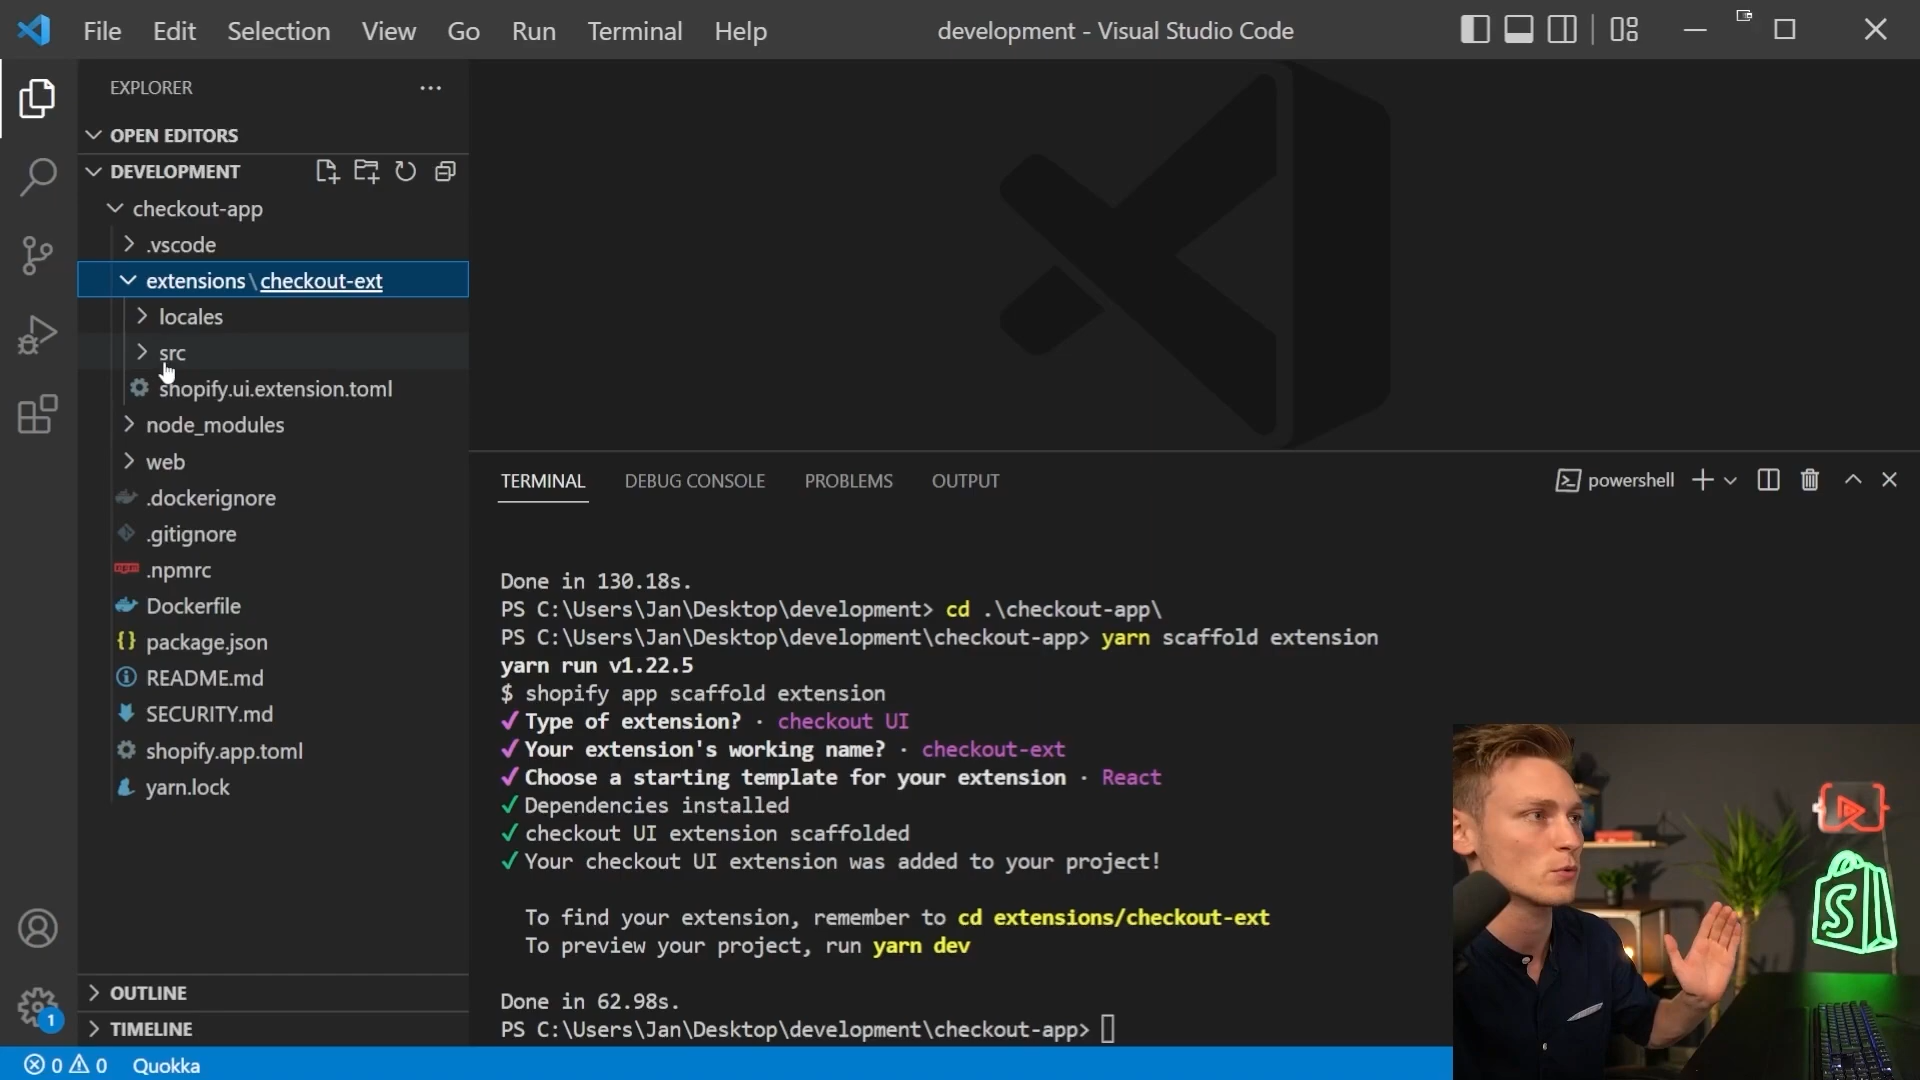 File Edit Selection View Go Run Terminal Help
development - Visual Studio Code
EXPLORER
OPEN EDITORS
DEVELOPMENT
checkout-app
.vscode
extensions\checkout-ext
locales
src
shopify.ui.extension.toml
node_modules
web
.dockerignore
.gitignore
.npmrc
Dockerfile
package.json
README.md
SECURITY.md
shopify.app.toml
yarn.lock
OUTLINE
TIMELINE
1
TERMINAL DEBUG CONSOLE PROBLEMS OUTPUT
powershell
Done in 130.18s.
PS C:\Users\Jan\Desktop\development> cd .\checkout-app\
PS C:\Users\Jan\Desktop\development\checkout-app> yarn scaffold extension
yarn run v1.22.5
$ shopify app scaffold extension
✓ Type of extension? · checkout UI
✓ Your extension's working name? · checkout-ext
✓ Choose a starting template for your extension · React
✓ Dependencies installed
✓ checkout UI extension scaffolded
✓ Your checkout UI extension was added to your project!
To find your extension, remember to cd extensions/checkout-ext
To preview your project, run yarn dev
Done in 62.98s.
PS C:\Users\Jan\Desktop\development\checkout-app>
0 0 Quokka
S